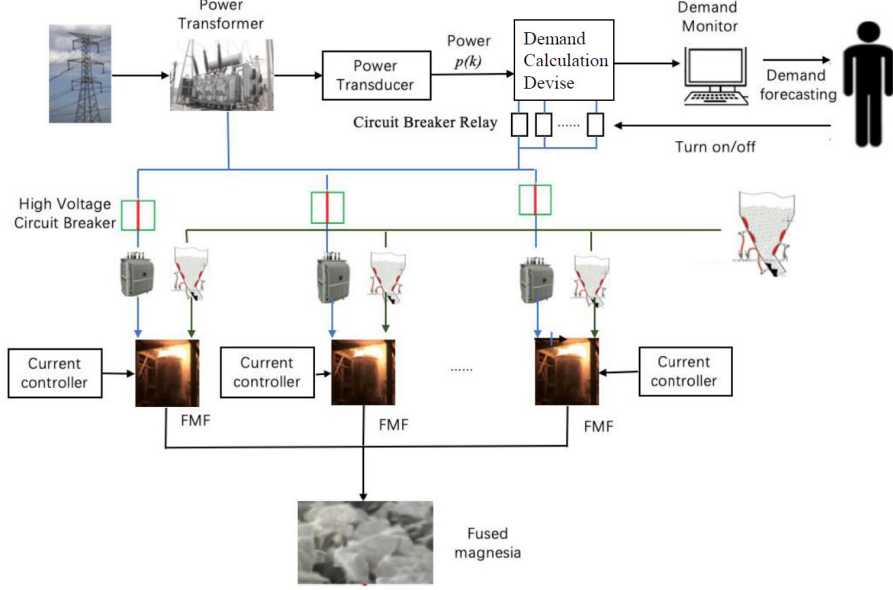 Power
Transformer
Power
Transducer
Power
p(k)
Demand
Calculation
Devise
Demand
Monitor
Demand
forecasting
Circuit Breaker Relay
......
Turn on/off
High Voltage
Circuit Breaker
Current
controller
FMF
Current
controller
FMF
......
FMF
Current
controller
Fused
magnesia